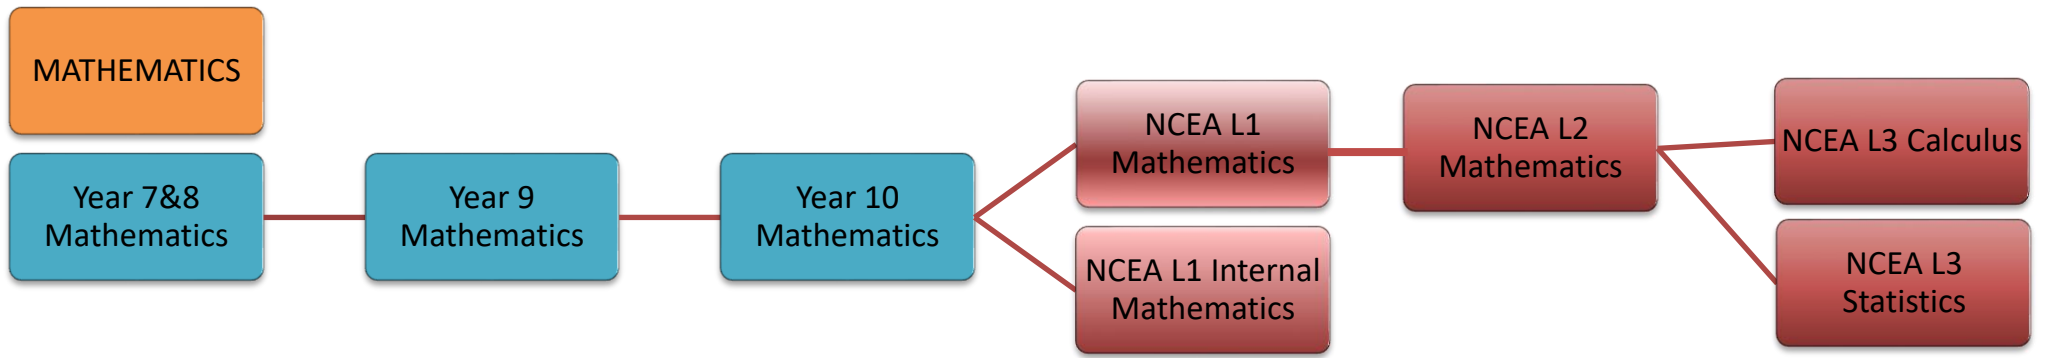 MATHEMATICS
Year 7&8
Mathematics
Year 9
Mathematics
Year 10
Mathematics
NCEA L1
Mathematics
NCEA L1 Internal
Mathematics
NCEA L2
Mathematics
NCEA L3 Calculus
NCEA L3
Statistics